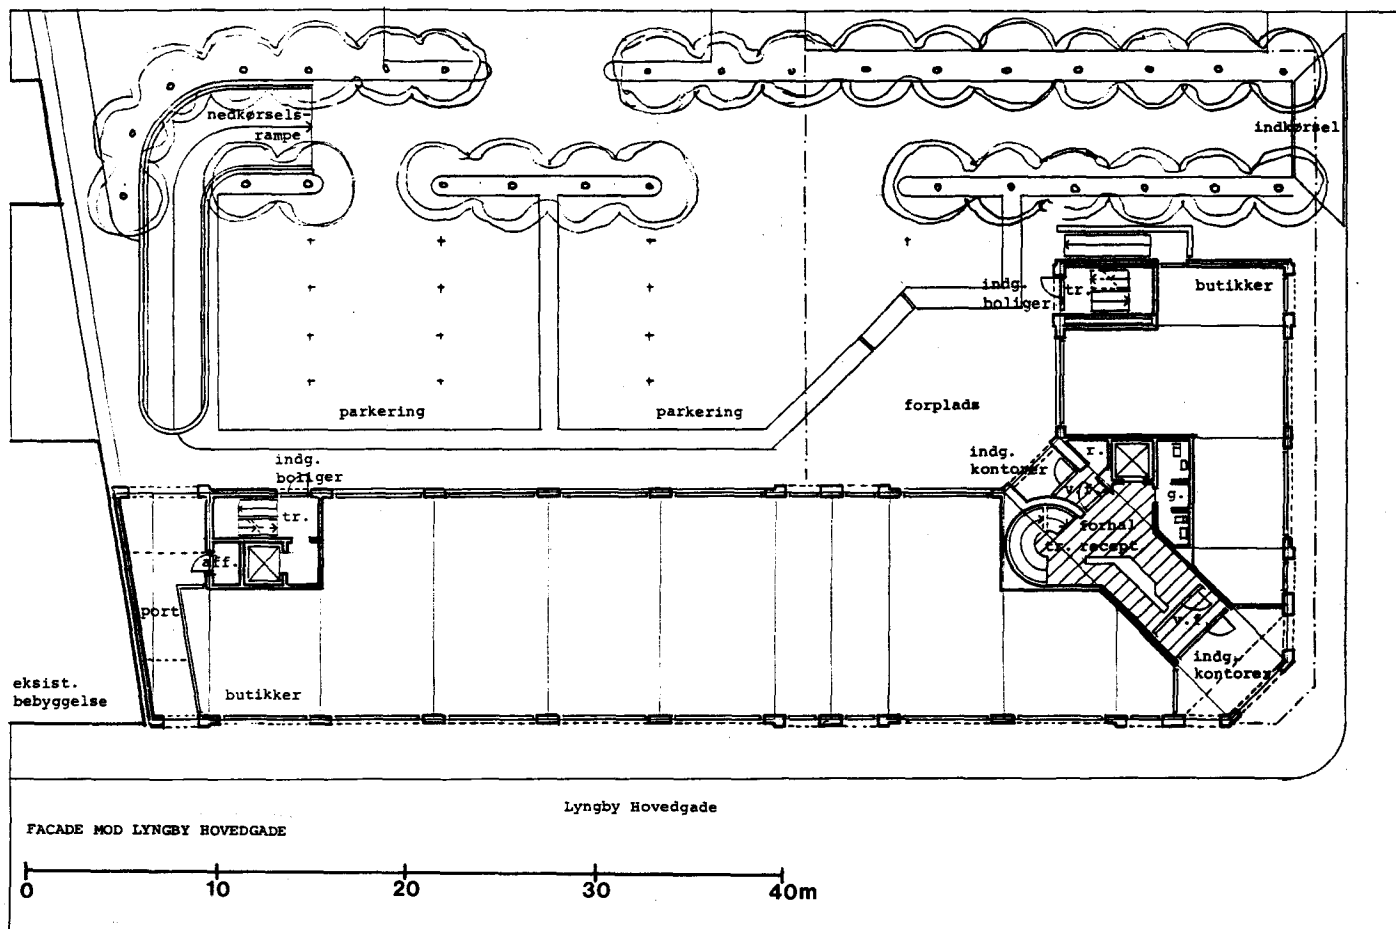 nedkørsels-
rampe
indkørsel
indg.
boliger
tr.
butikker
parkering
parkering
forplads
indg.
kontorer
r.
v.f.
g.
indg.
boliger
tr.
forhal
tr. recept
aff.
port
v.f.
indg.
kontorer
eksist.
bebyggelse
butikker
Lyngby Hovedgade
FACADE MOD LYNGBY HOVEDGADE
0 10 20 30 40m